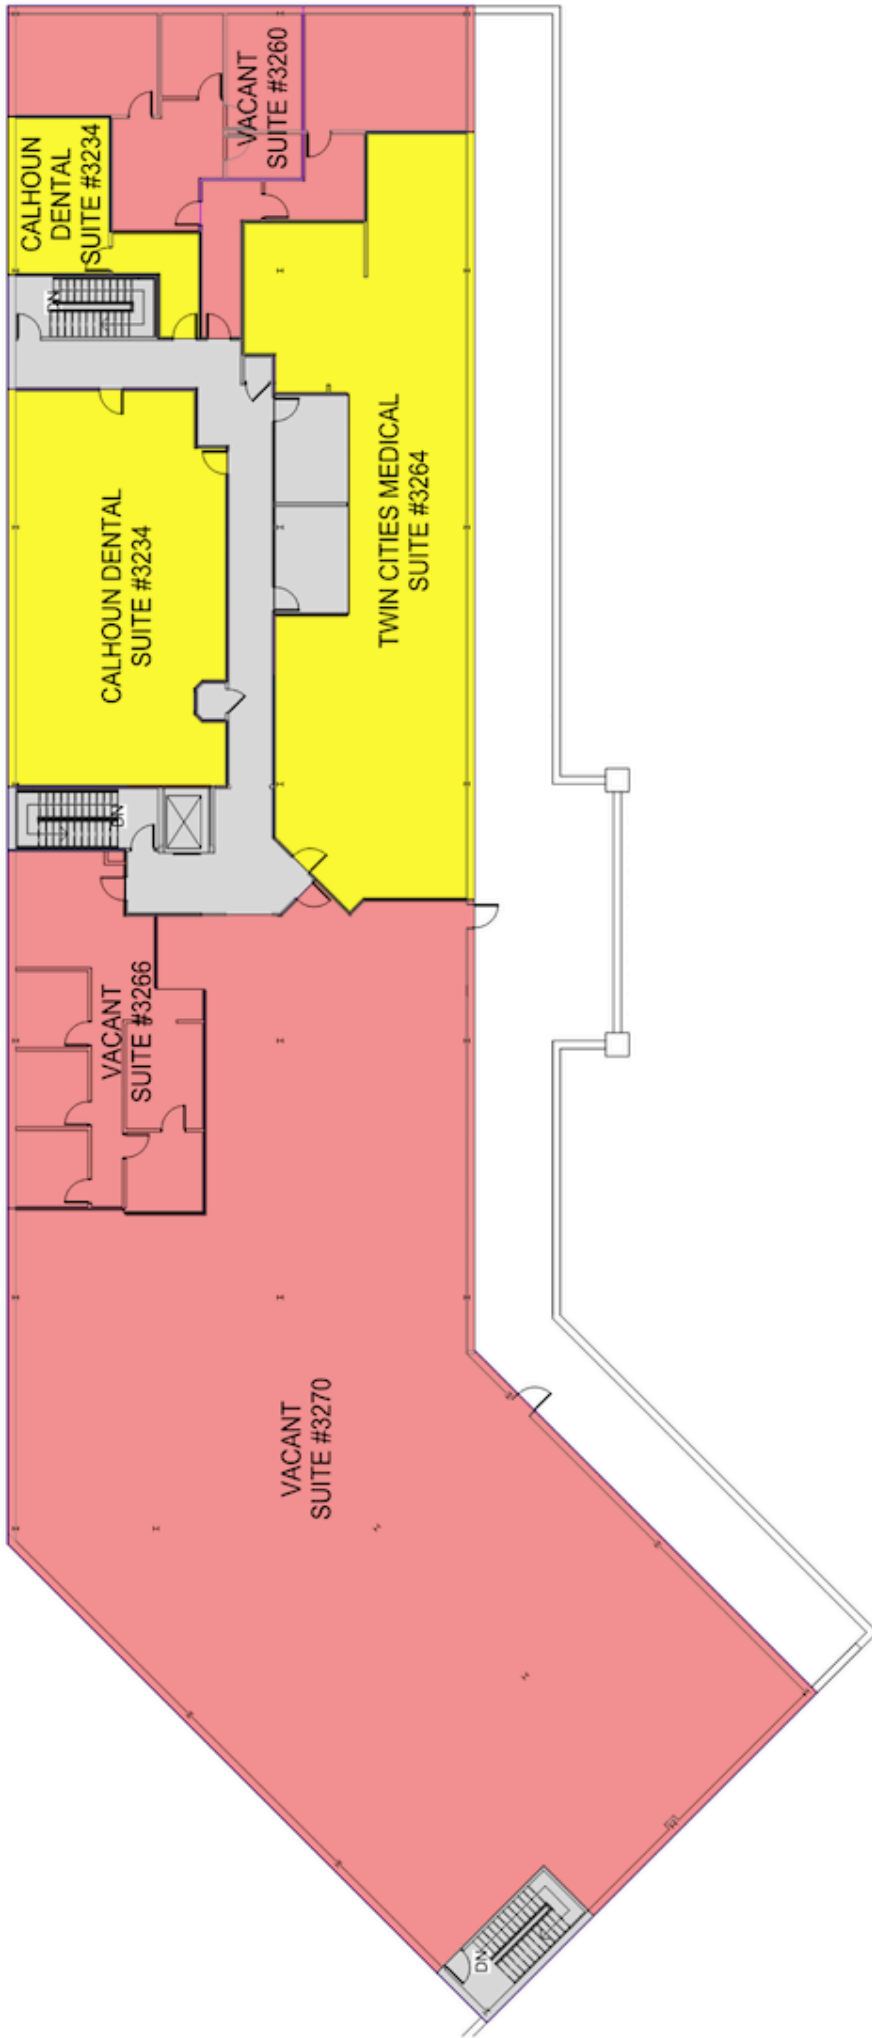 VACANT
SUITE #3260
CALHOUN
DENTAL
SUITE #3234
DN
CALHOUN DENTAL
SUITE #3234
TWIN CITIES MEDICAL
SUITE #3264
DN
VACANT
SUITE #3266
VACANT
SUITE #3270
DN